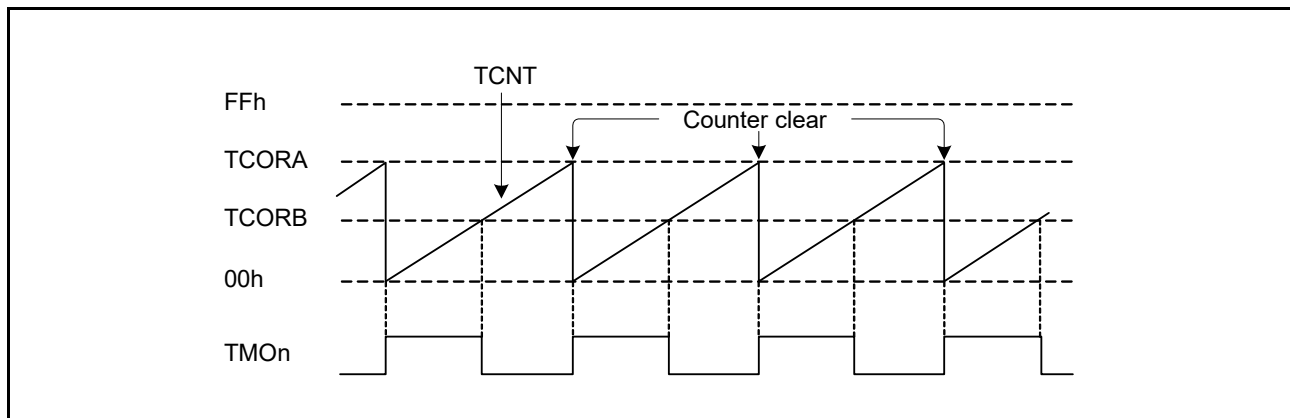 TCNT
FFh
Counter clear
TCORA
TCORB
00h
TMOn